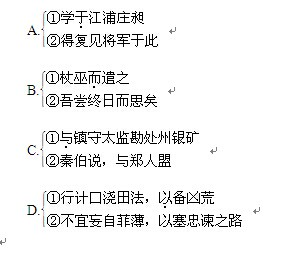 A. ①学于江浦庄昶
②得复见将军于此
B. ①杖巫而遣之
②吾尝终日而思矣
C. ①与镇守太监勘处州银矿
②秦伯说，与郑人盟
D. ①行计口浇田法，以备凶荒
②不宜妄自菲薄，以塞忠谏之路